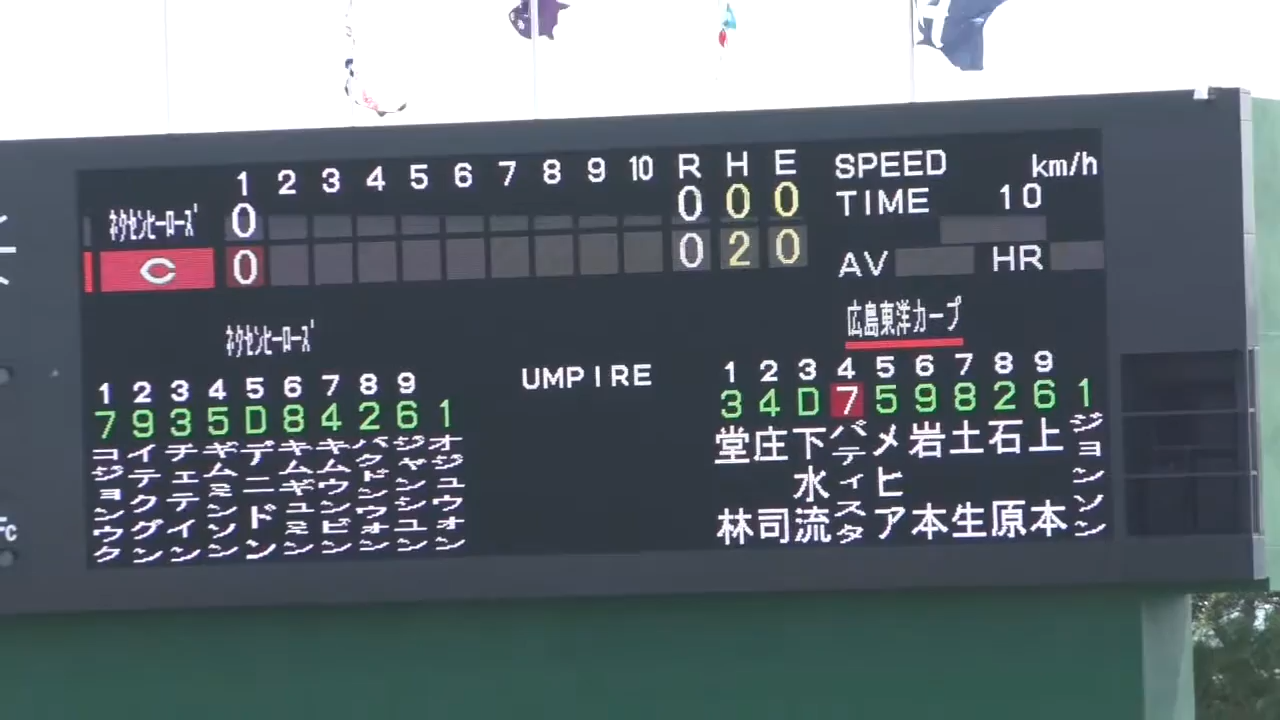 1 2 3 4 5 6 7 8 9 10 R H E
ﾈｸｾﾝﾋｰﾛｰｽﾞ 0 0 0 0
C 0 0 2 0
SPEED km/h
TIME 10
AV HR
ﾈｸｾﾝﾋｰﾛｰｽﾞ
1 2 3 4 5 6 7 8 9
7 9 3 5 D 8 4 2 6 1
コジョンウク
イテクグン
チェテイン
キムミンソン
デニドン
キムギュミン
キムウンビン
パクドンウォン
ジャンシュン
オジュウォン
UMPIRE
広島東洋カープ
1 2 3 4 5 6 7 8 9
3 4 D 7 5 9 8 2 6 1
堂林
庄司
下水流
バティスタ
メヒア
岩本
土生
石原
上本
ジョンソン
Fc